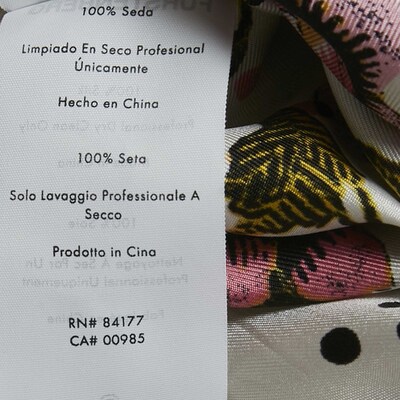 100% Seda
Limpiado En Seco Profesional
Únicamente
Hecho en China
100% Seta
Solo Lavaggio Professionale A
Secco
Prodotto in Cina
RN# 84177
CA# 00985